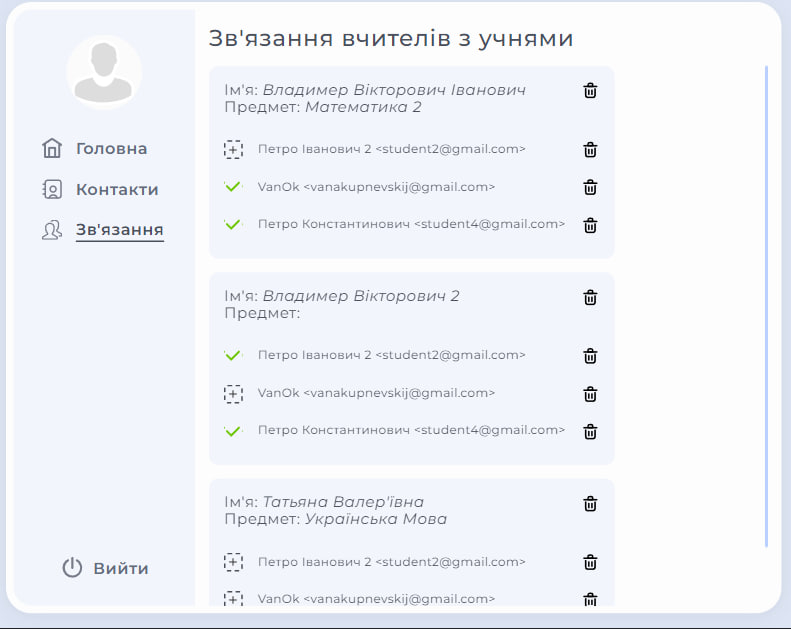 Зв'язання вчителів з учнями
Головна
Контакти
Зв'язання
Вийти
Ім'я: Владимер Вікторович Іванович
Предмет: Математика 2
Петро Іванович 2 <student2@gmail.com>
VanOk <vanakupnevskij@gmail.com>
Петро Константинович <student4@gmail.com>
Ім'я: Владимер Вікторович 2
Предмет:
Петро Іванович 2 <student2@gmail.com>
VanOk <vanakupnevskij@gmail.com>
Петро Константинович <student4@gmail.com>
Ім'я: Татьяна Валер'ївна
Предмет: Українська Мова
Петро Іванович 2 <student2@gmail.com>
VanOk <vanakupnevskij@gmail.com>